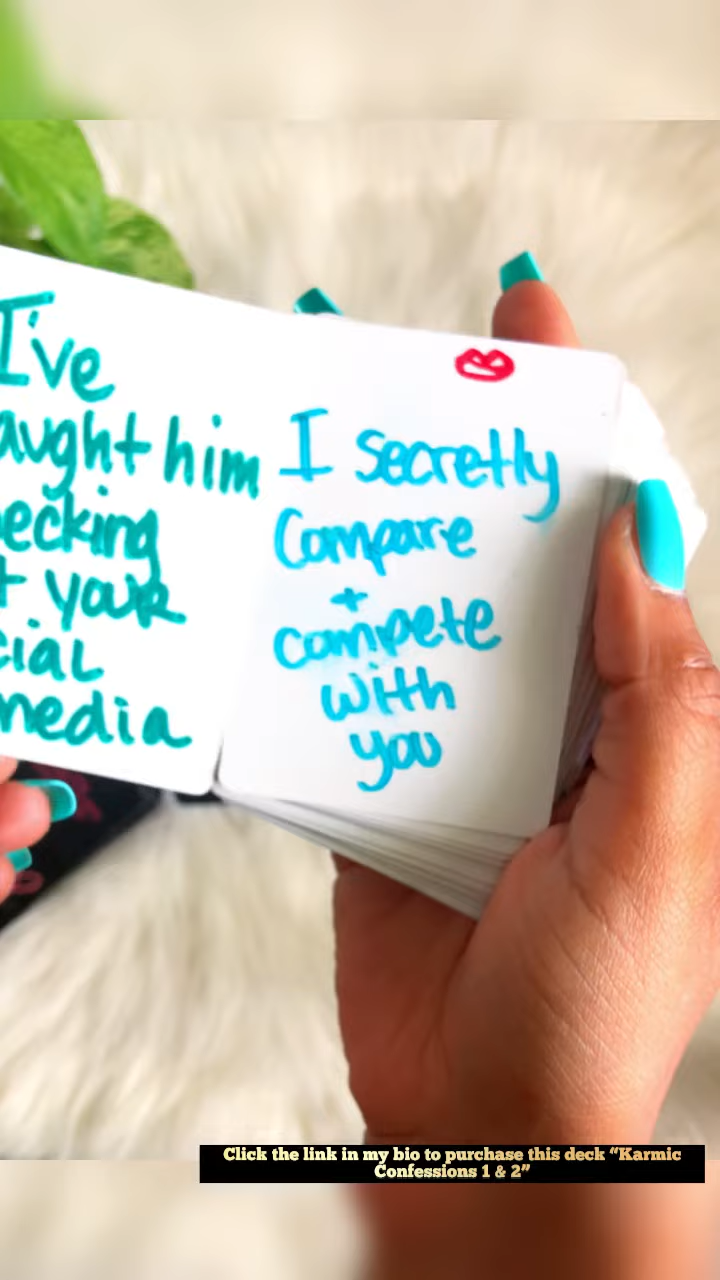 I've
aught him
ecking
t your
cial
media
I secretly
Compare
+
compete
with
you
Click the link in my bio to purchase this deck “Karmic
Confessions 1 & 2”